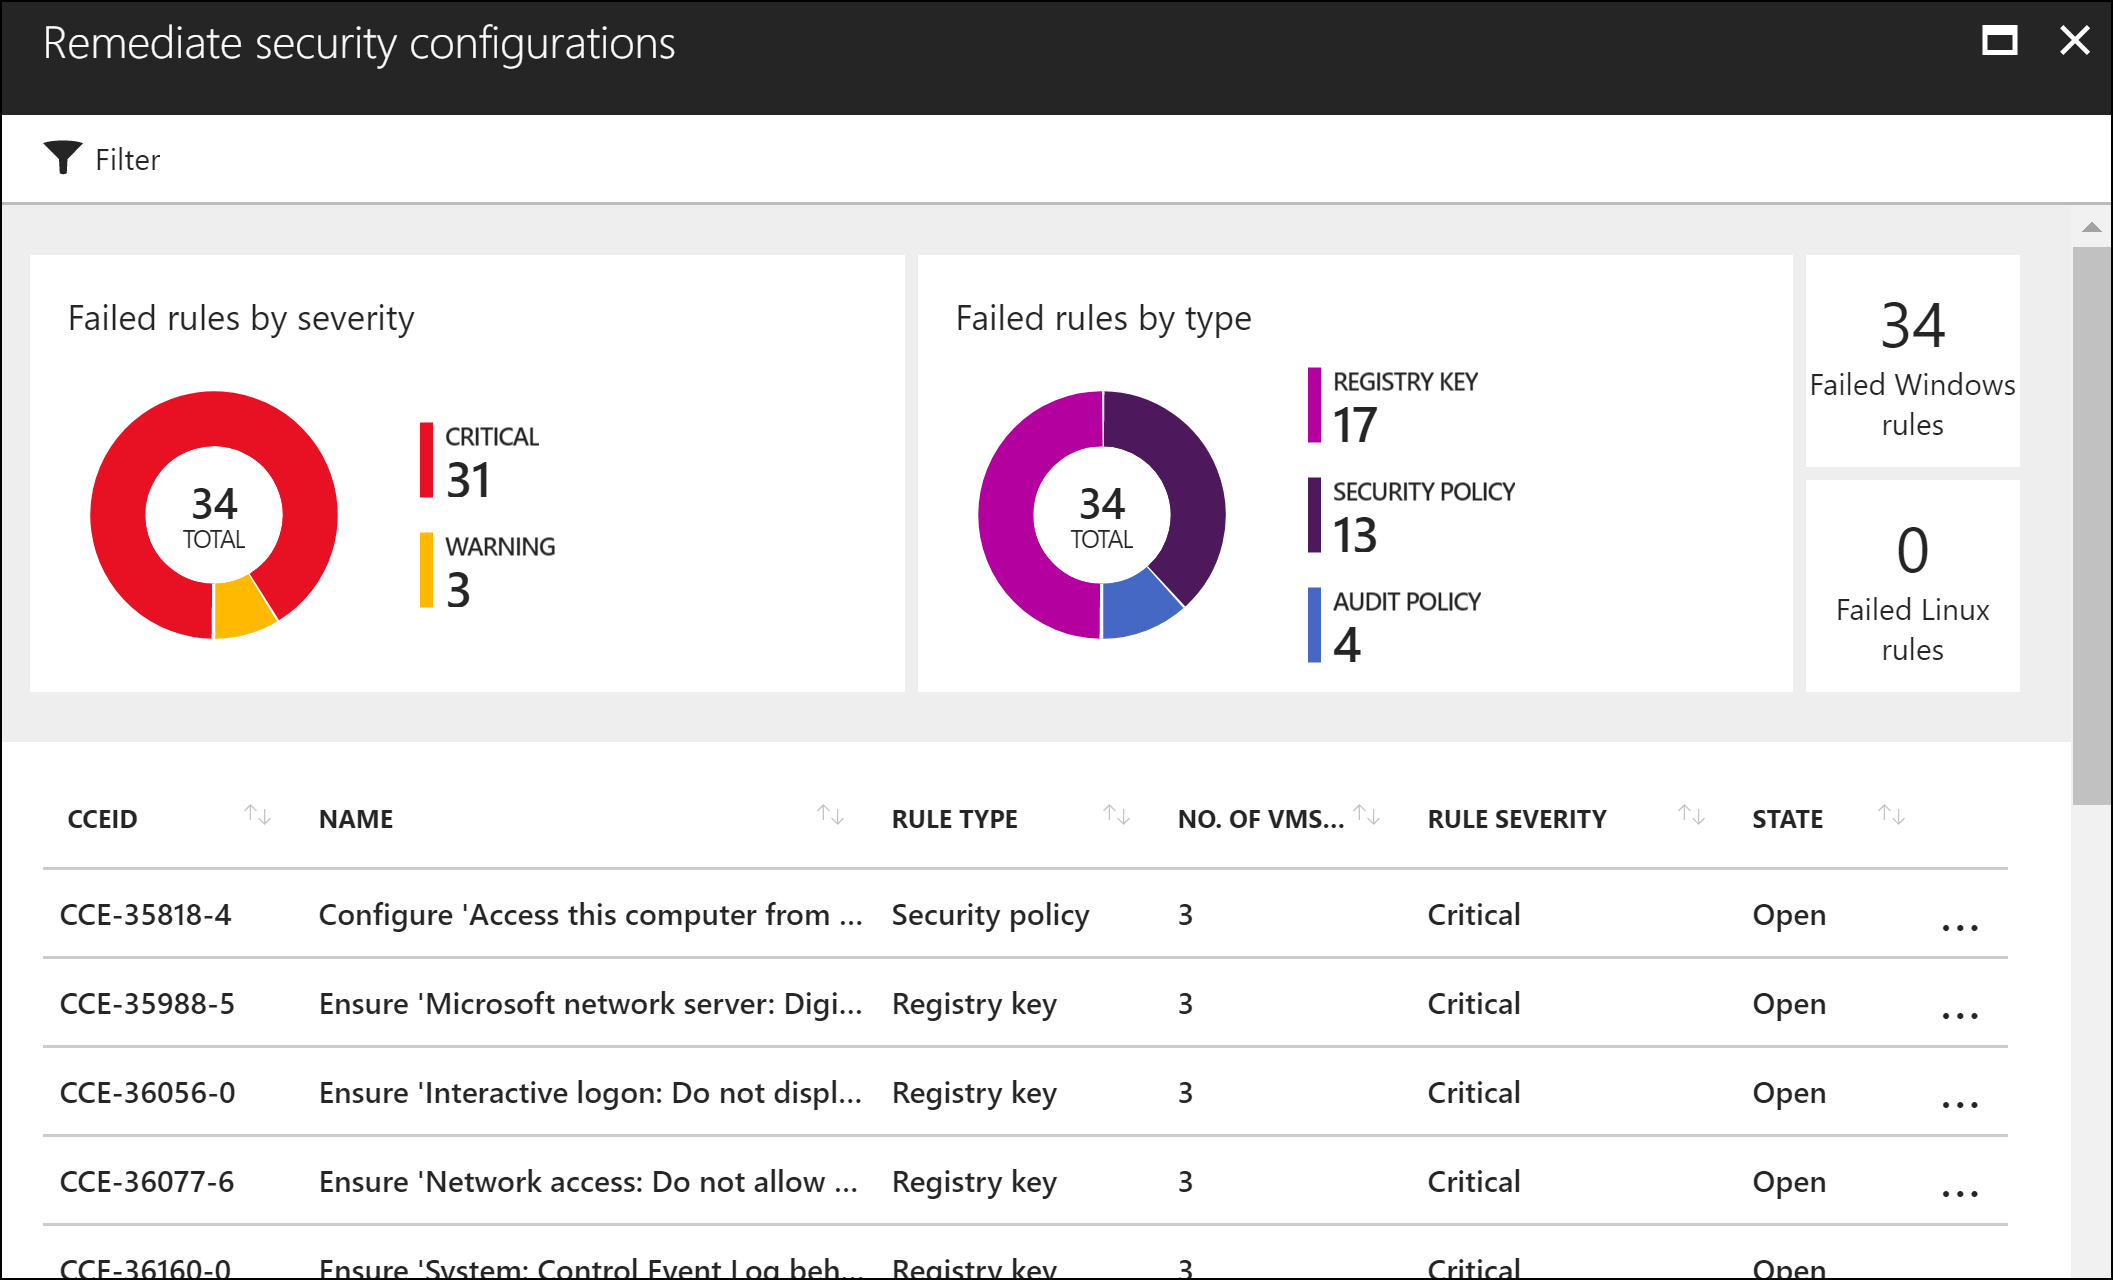 Remediate security configurations
Filter
Failed rules by severity
34
TOTAL
CRITICAL
31
WARNING
3
Failed rules by type
34
TOTAL
REGISTRY KEY
17
SECURITY POLICY
13
AUDIT POLICY
4
34
Failed Windows
rules
0
Failed Linux
rules
CCEID NAME RULE TYPE NO. OF VMS... RULE SEVERITY STATE
CCE-35818-4 Configure 'Access this computer from ... Security policy 3 Critical Open ...
CCE-35988-5 Ensure 'Microsoft network server: Digi... Registry key 3 Critical Open ...
CCE-36056-0 Ensure 'Interactive logon: Do not displ... Registry key 3 Critical Open ...
CCE-36077-6 Ensure 'Network access: Do not allow ... Registry key 3 Critical Open ...
CCE-36160-0 Ensure 'System: Control Event Log beh... Registry key 3 Critical Open